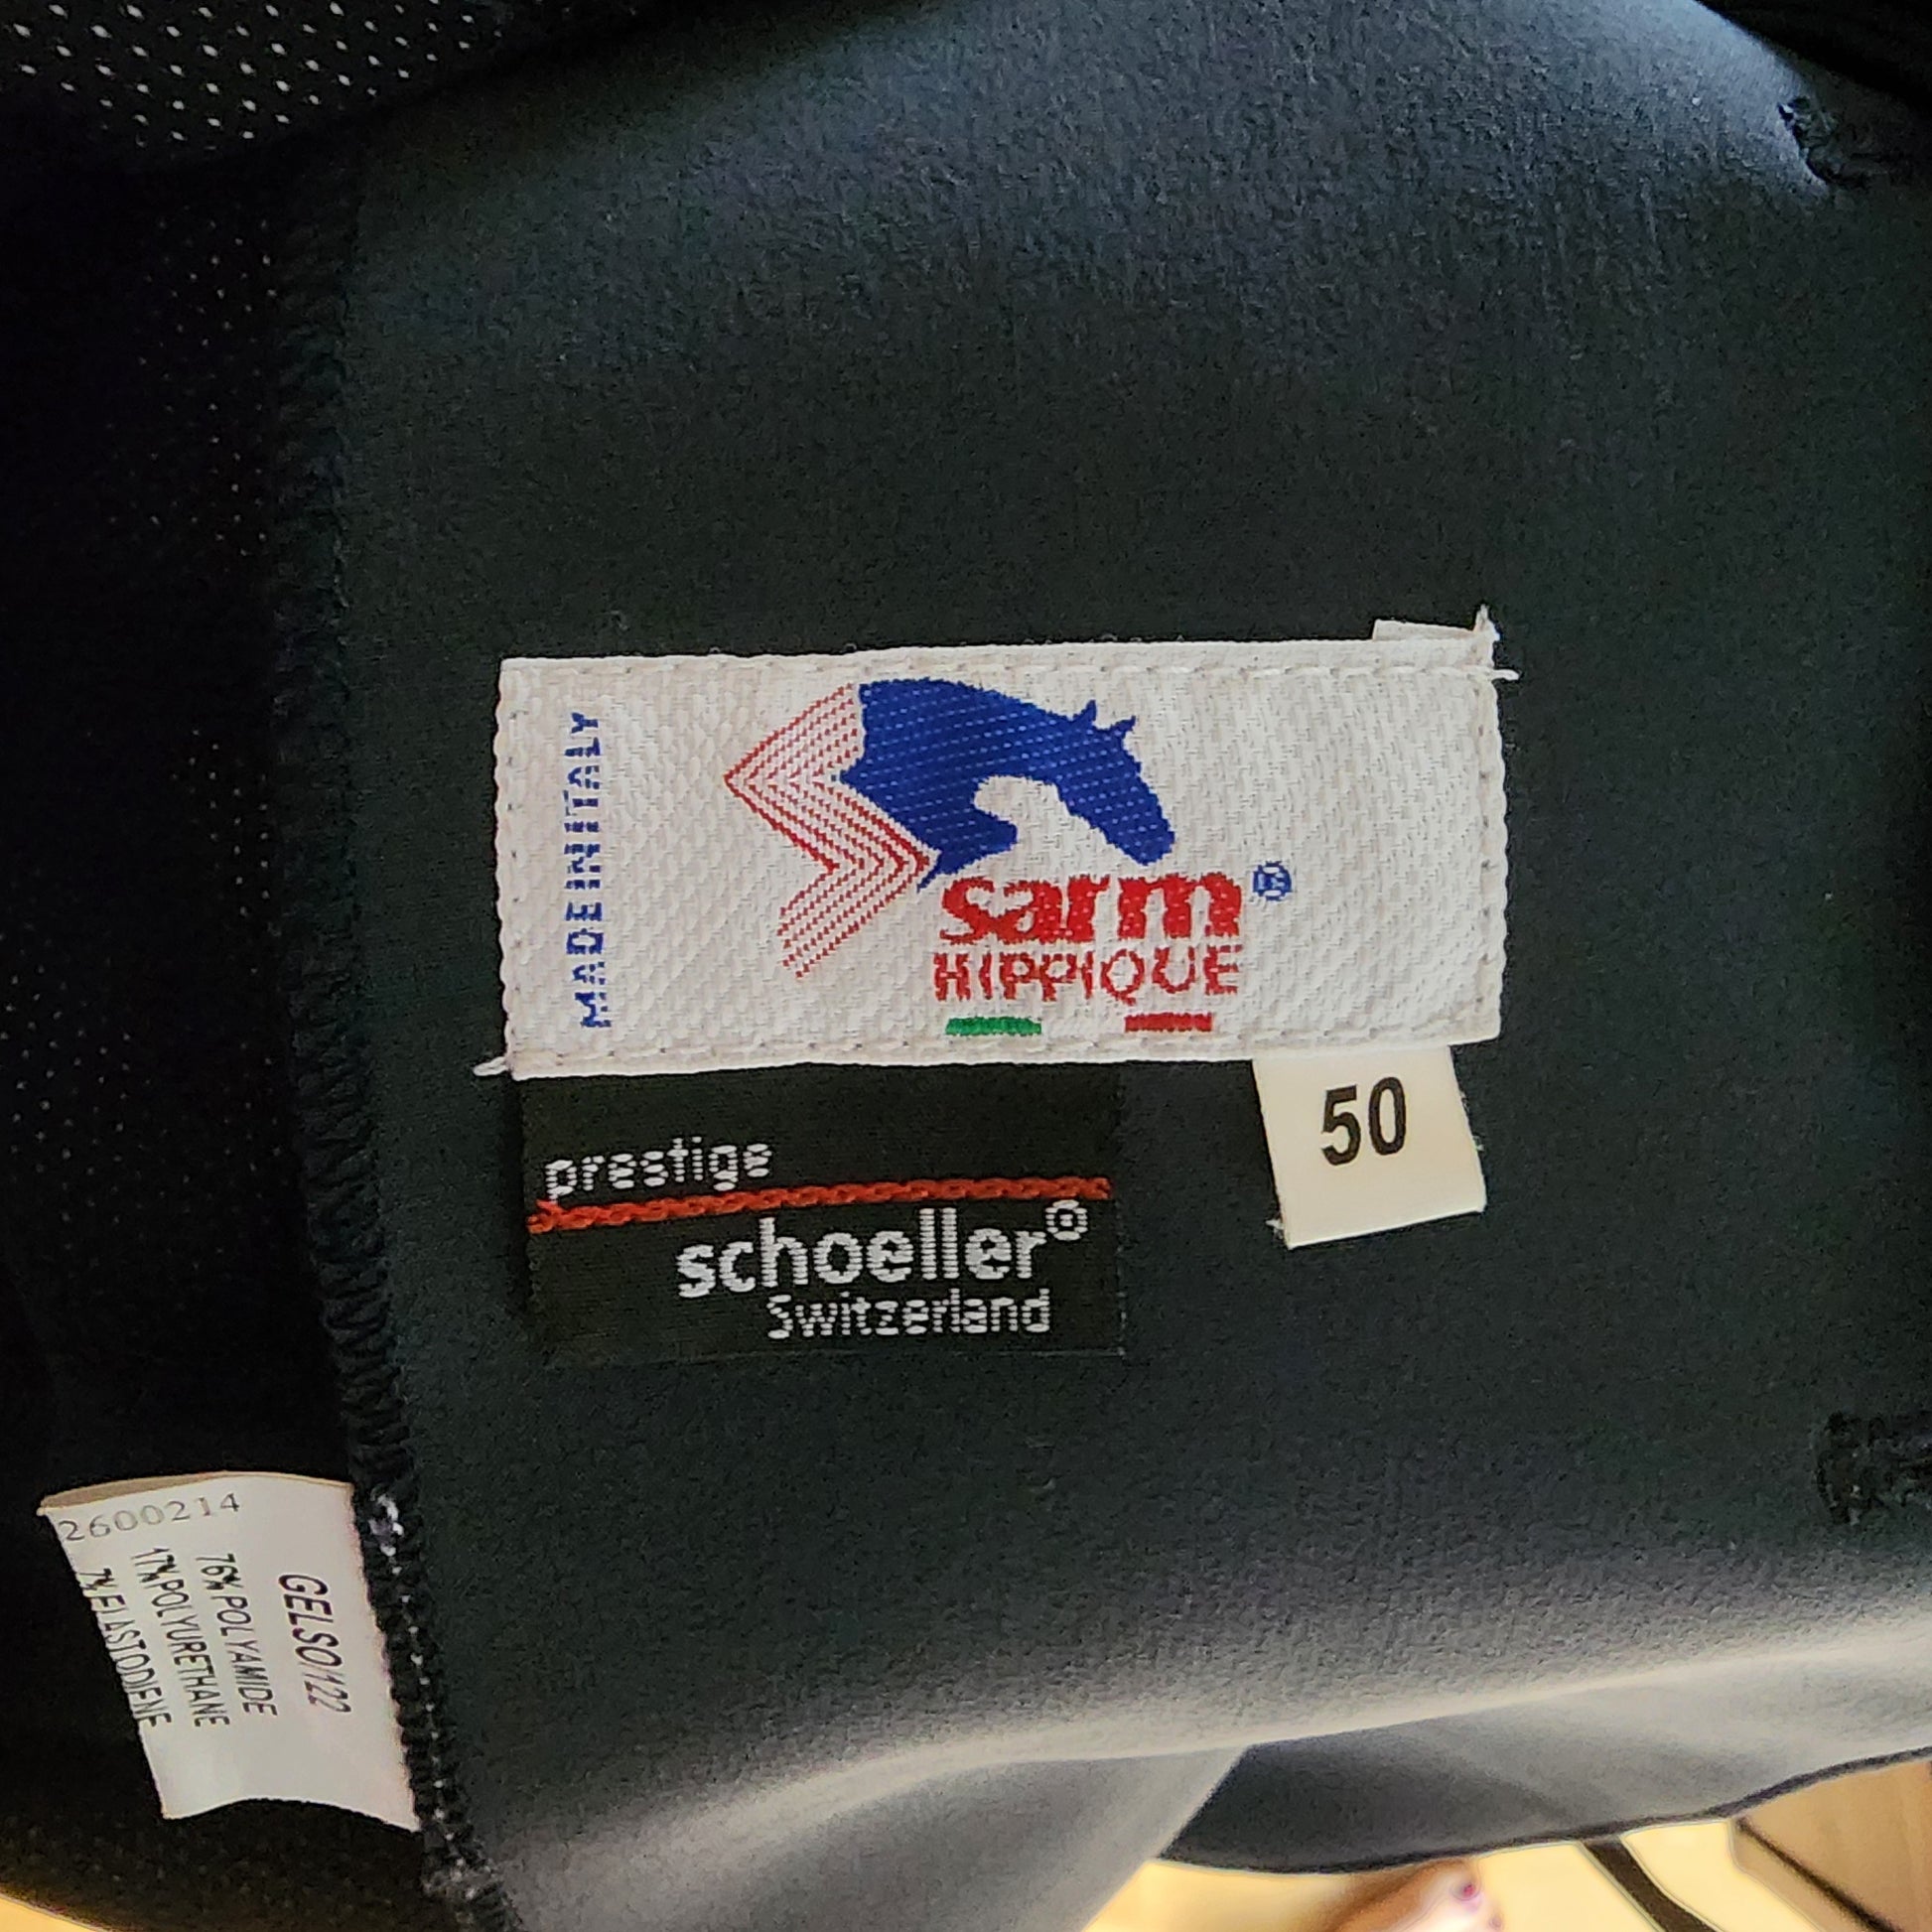 MADE IN ITALY
sarm®
HIPPIQUE
50
prestige
schoeller®
Switzerland
2600214
GELSO/122
76% POLYAMIDE
17% POLYURETHANE
7% ELASTODIENE